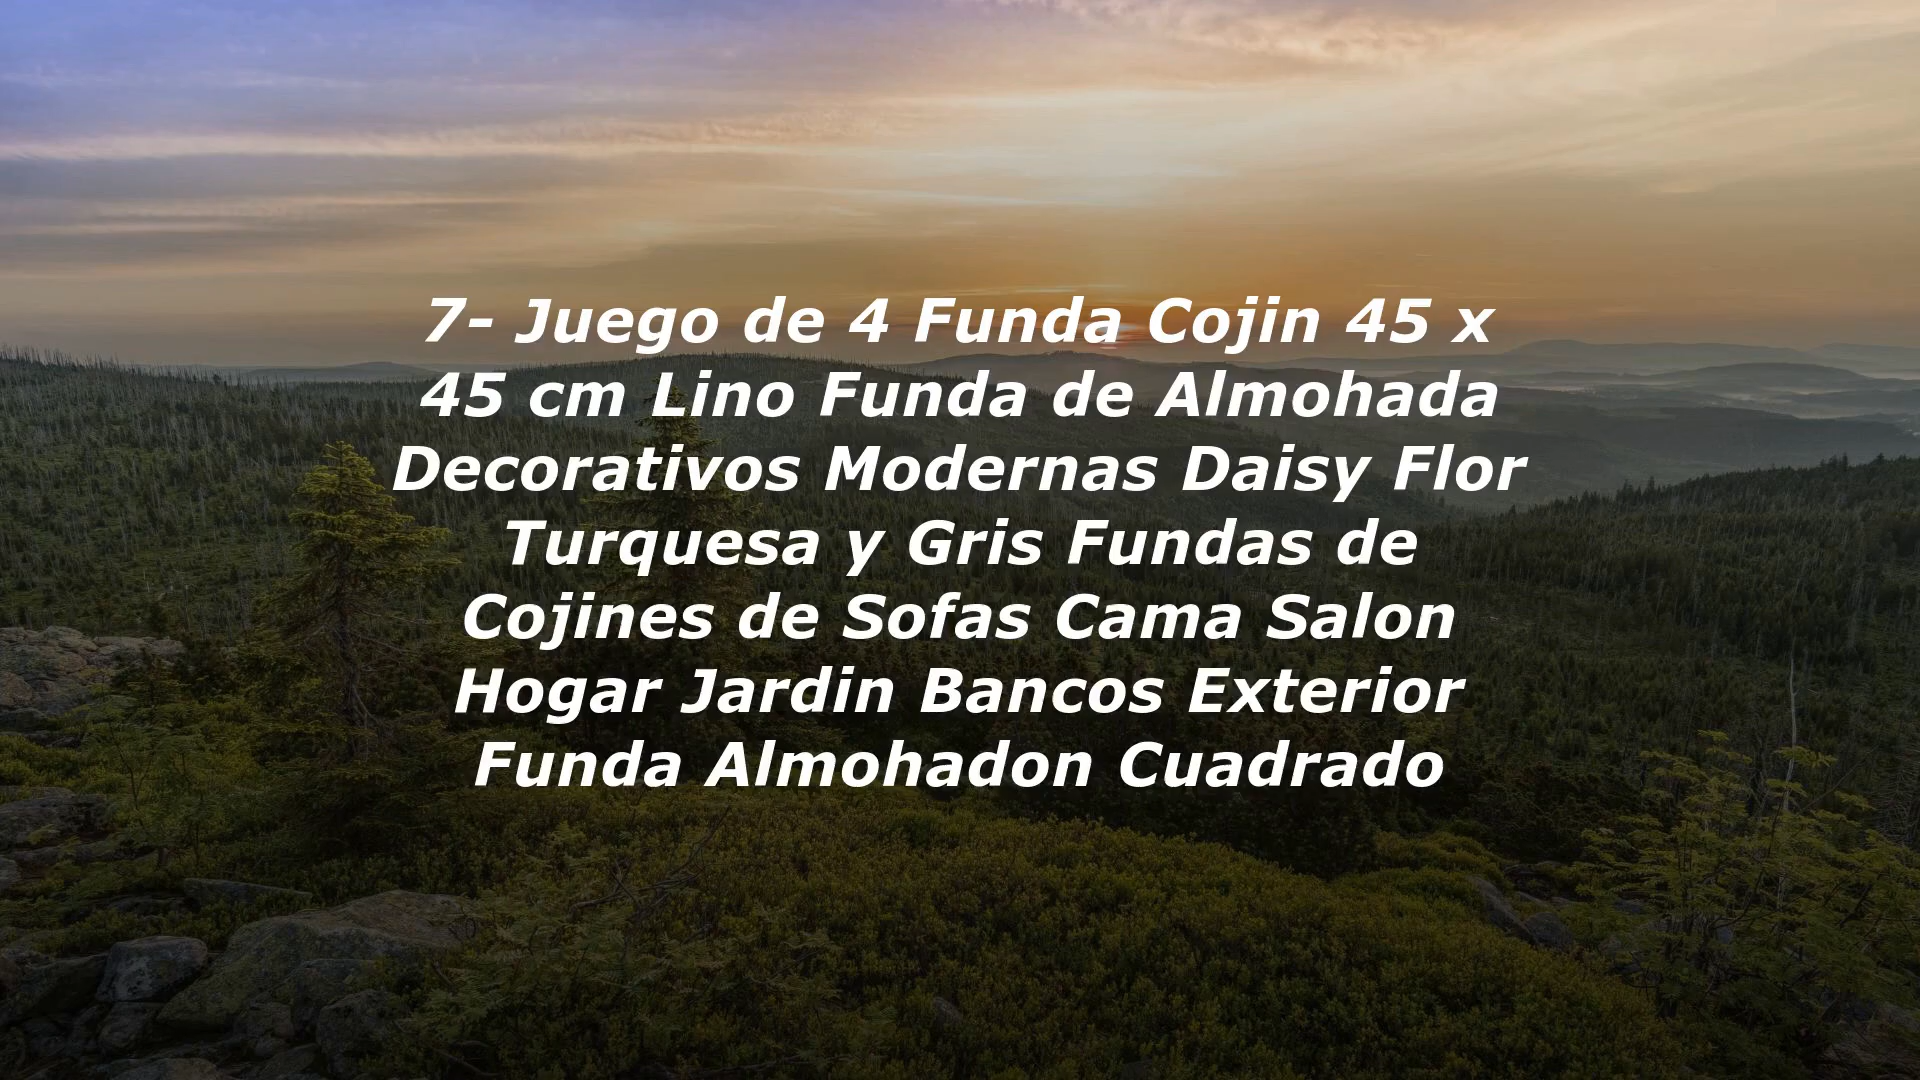 7- Juego de 4 Funda Cojin 45 x
45 cm Lino Funda de Almohada
Decorativos Modernas Daisy Flor
Turquesa y Gris Fundas de
Cojines de Sofas Cama Salon
Hogar Jardin Bancos Exterior
Funda Almohadon Cuadrado